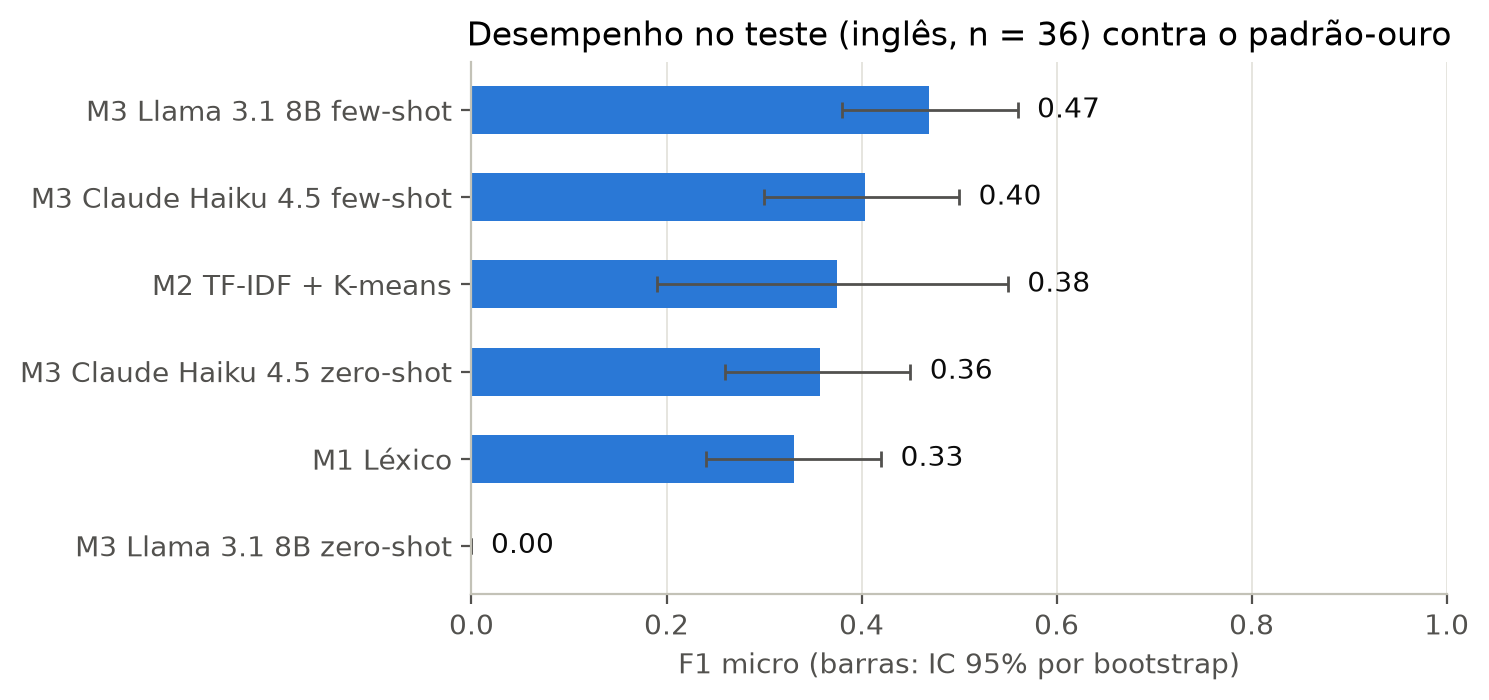 Desempenho no teste (inglês, n = 36) contra o padrão-ouro
M3 Llama 3.1 8B few-shot
0.47
M3 Claude Haiku 4.5 few-shot
0.40
M2 TF-IDF + K-means
0.38
M3 Claude Haiku 4.5 zero-shot
0.36
M1 Léxico
0.33
M3 Llama 3.1 8B zero-shot
0.00
0.0 0.2 0.4 0.6 0.8 1.0
F1 micro (barras: IC 95% por bootstrap)